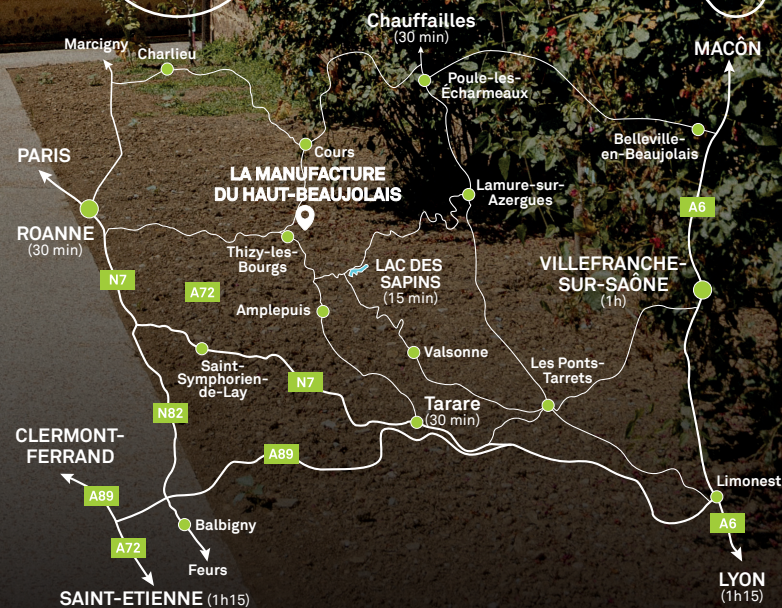 Chauffailles
(30 min)
Marcigny
Charlieu
MACÔN
Poule-les-
Écharmeaux
Belleville-
en-Beaujolais
Cours
PARIS
LA MANUFACTURE
DU HAUT-BEAUJOLAIS
Lamure-sur-
Azergues
A6
ROANNE
(30 min)
Thizy-les-
Bourgs
LAC DES
SAPINS
(15 min)
VILLEFRANCHE-
SUR-SAÔNE
(1h)
N7
A72
Amplepuis
Valsonne
Saint-
Symphorien-
de-Lay
N7
Les Ponts-
Tarrets
Tarare
(30 min)
N82
CLERMONT-
FERRAND
A89
A89
Limonest
A6
Balbigny
A72
Feurs
SAINT-ETIENNE (1h15)
LYON
(1h15)